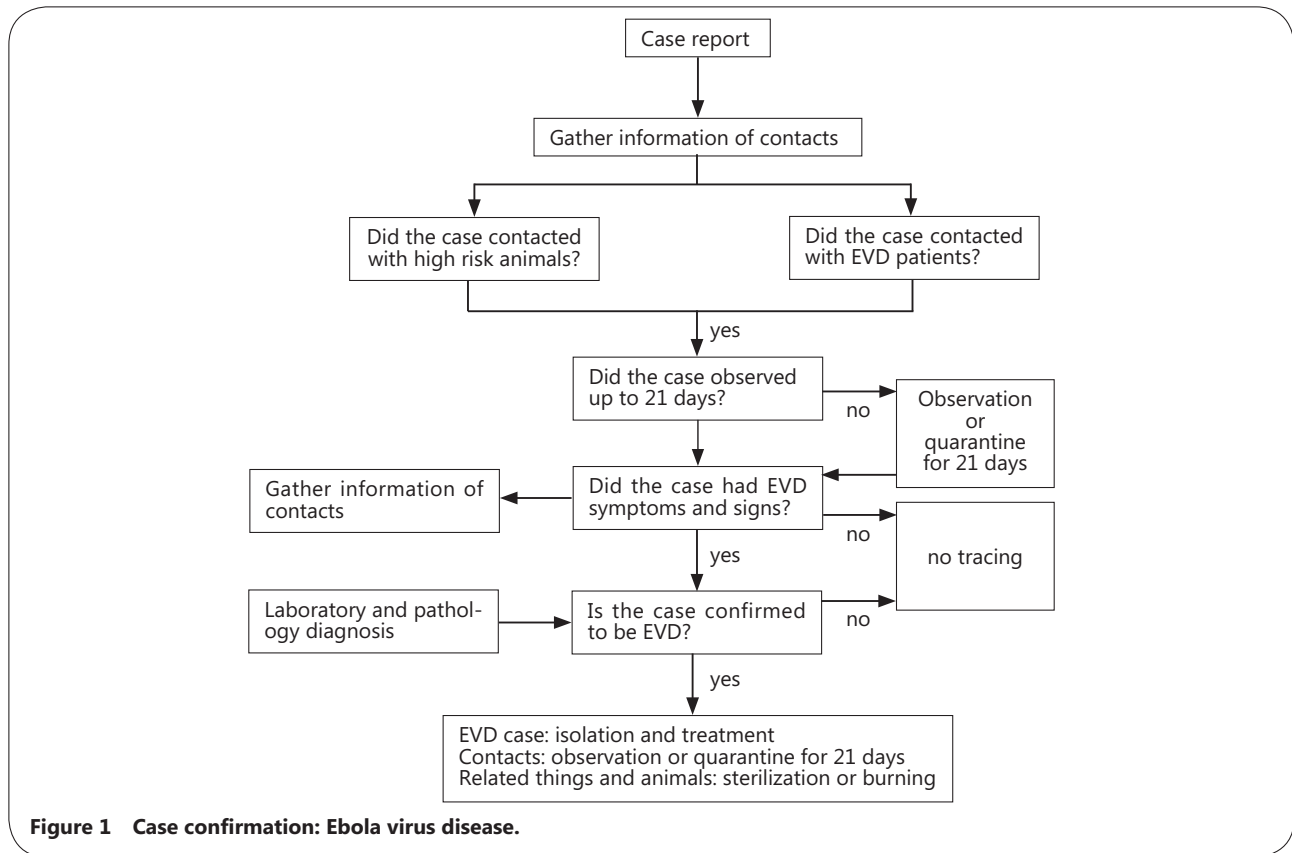 Case report
Gather information of contacts
Did the case contacted
with high risk animals?
Did the case contacted
with EVD patients?
yes
Did the case observed
up to 21 days?
no
Observation
or
quarantine
for 21 days
Gather information of
contacts
Did the case had EVD
symptoms and signs?
no
no tracing
yes
Laboratory and pathol-
ogy diagnosis
Is the case confirmed
to be EVD?
no
yes
EVD case: isolation and treatment
Contacts: observation or quarantine for 21 days
Related things and animals: sterilization or burning
Figure 1 Case confirmation: Ebola virus disease.